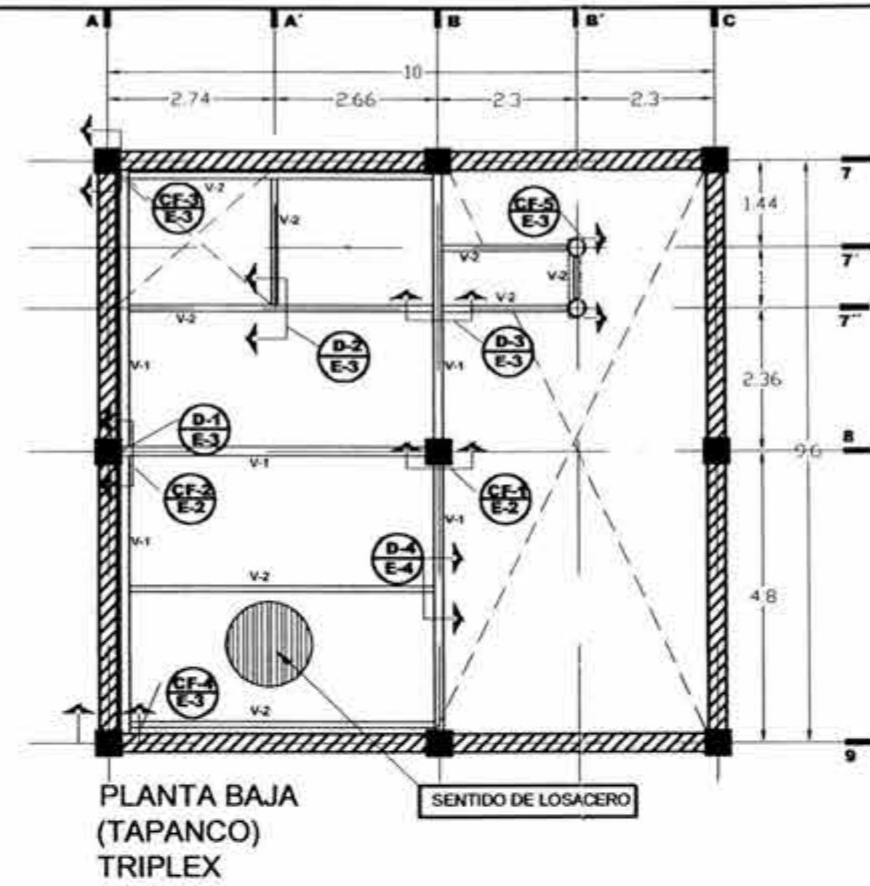 A A' B B' C
10
2.74 2.66 2.3 2.3
7
V-2
CF-3
E-3
CF-5
E-3
1.44
V-2
7'
V-2
V-2
1
V-2
V-2
7''
D-2
E-3
D-3
E-3
V-1
V-1
2.36
D-1
E-3
8
9.6
V-1
CF-2
E-2
CF-1
E-2
V-1
V-1
D-4
E-4
V-2
4.8
CF-4
E-3
V-2
9
PLANTA BAJA
(TAPANCO)
TRIPLEX
SENTIDO DE LOSACERO